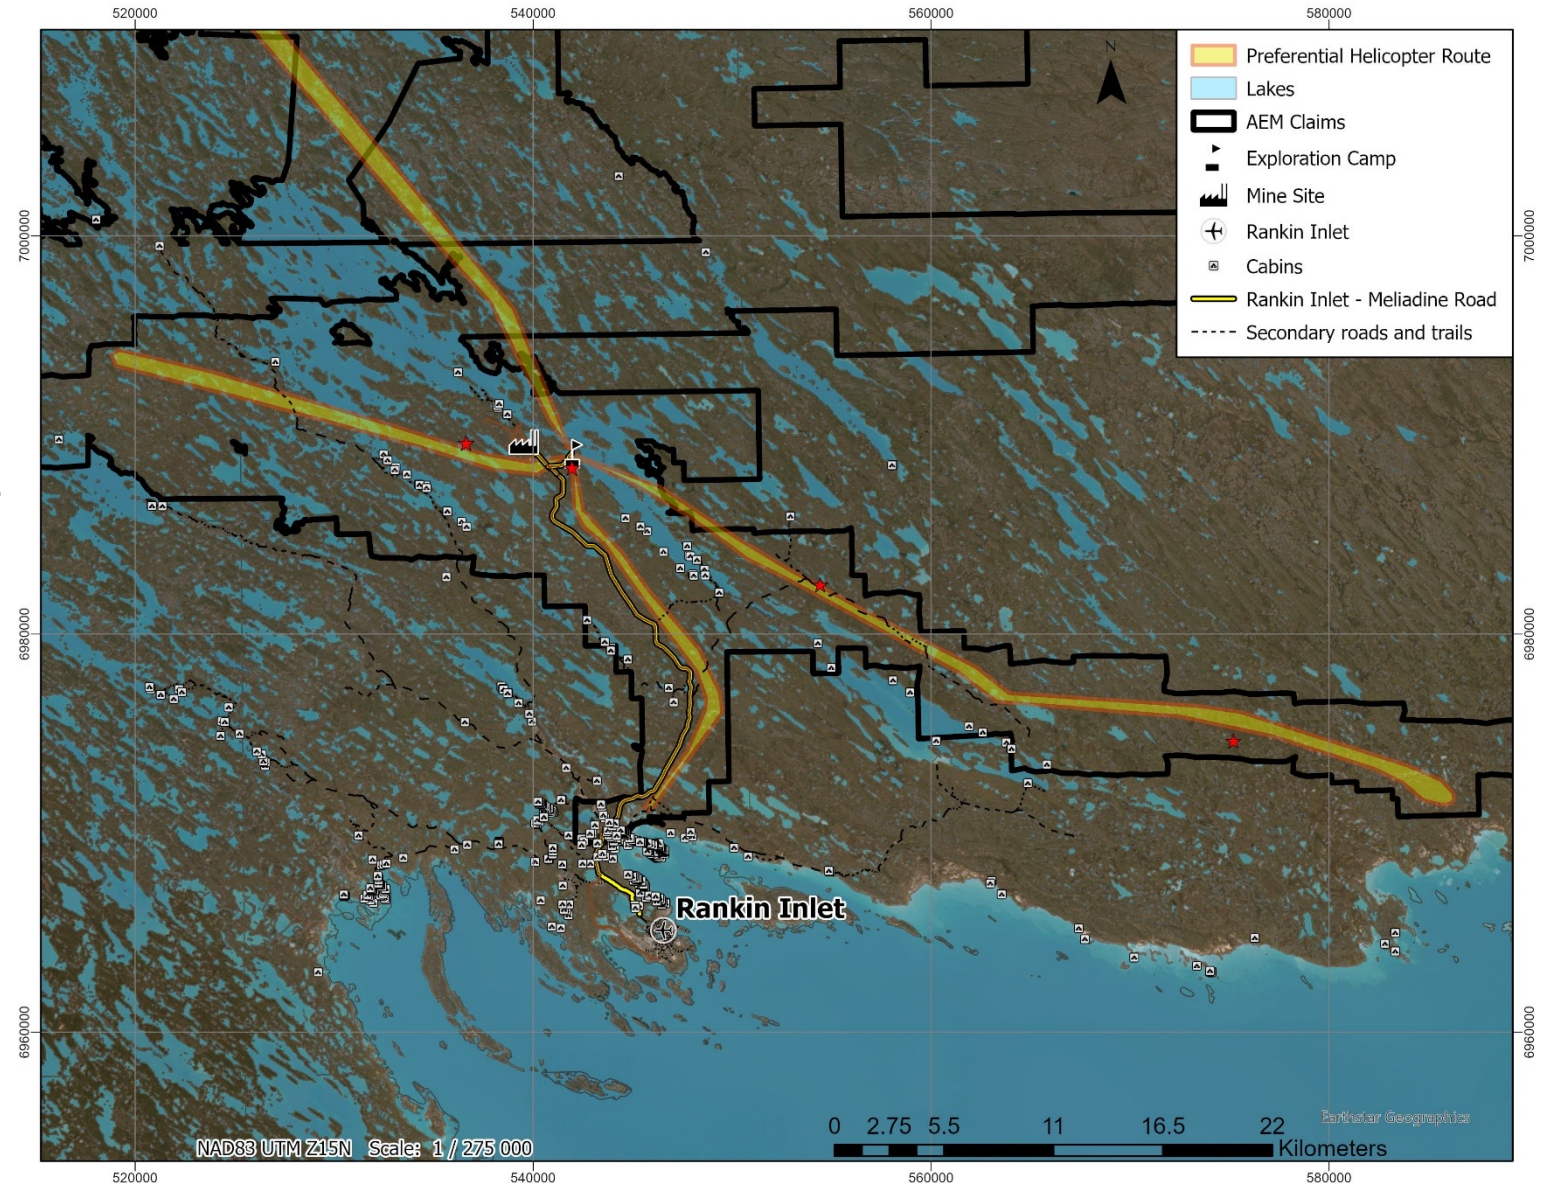 520000
540000
560000
580000
N
Preferential Helicopter Route
Lakes
AEM Claims
Exploration Camp
Mine Site
Rankin Inlet
Cabins
Rankin Inlet - Meliadine Road
Secondary roads and trails
7000000
7000000
6980000
6980000
Rankin Inlet
6960000
6960000
Earthstar Geographics
0 2.75 5.5 11 16.5 22
Kilometers
NAD83 UTM Z15N Scale: 1 / 275 000
520000
540000
560000
580000